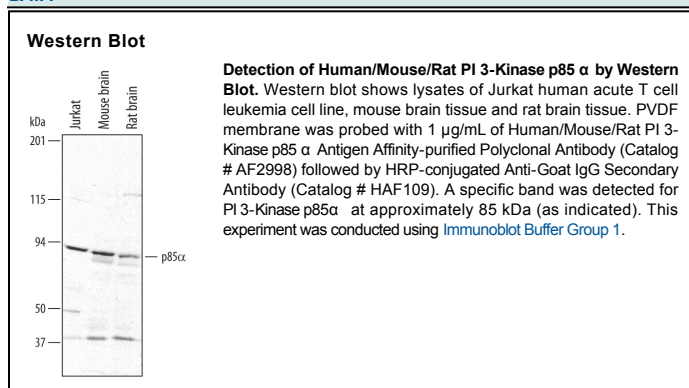 Western Blot
Jurkat
Mouse brain
Rat brain
kDa
201
115
94
p85α
50
37
Detection of Human/Mouse/Rat PI 3-Kinase p85 α by Western
Blot. Western blot shows lysates of Jurkat human acute T cell
leukemia cell line, mouse brain tissue and rat brain tissue. PVDF
membrane was probed with 1 µg/mL of Human/Mouse/Rat PI 3-
Kinase p85 α Antigen Affinity-purified Polyclonal Antibody (Catalog
# AF2998) followed by HRP-conjugated Anti-Goat IgG Secondary
Antibody (Catalog # HAF109). A specific band was detected for
PI 3-Kinase p85α at approximately 85 kDa (as indicated). This
experiment was conducted using Immunoblot Buffer Group 1.